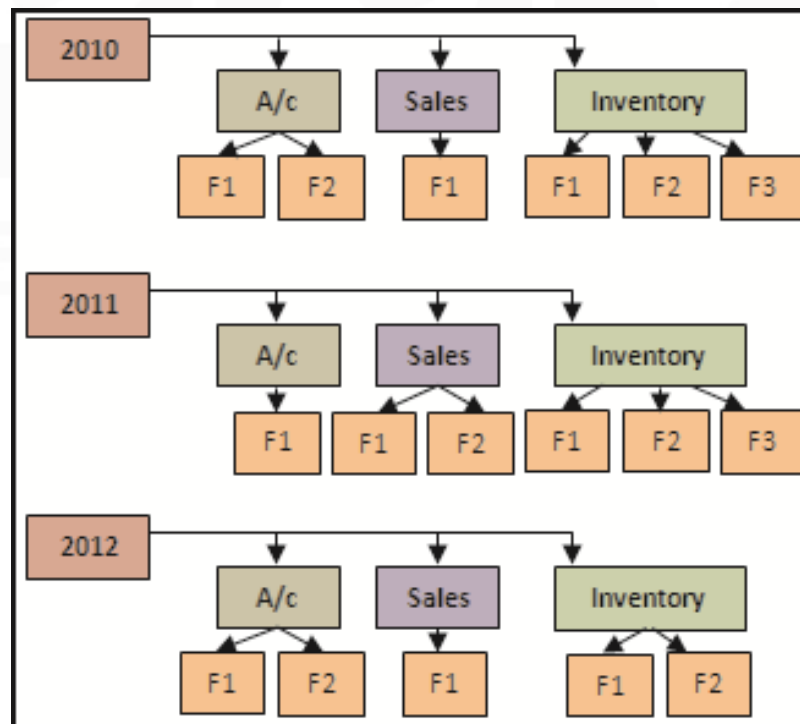 2010
A/c Sales Inventory
F1 F2 F1 F1 F2 F3
2011
A/c Sales Inventory
F1 F1 F2 F1 F2 F3
2012
A/c Sales Inventory
F1 F2 F1 F1 F2